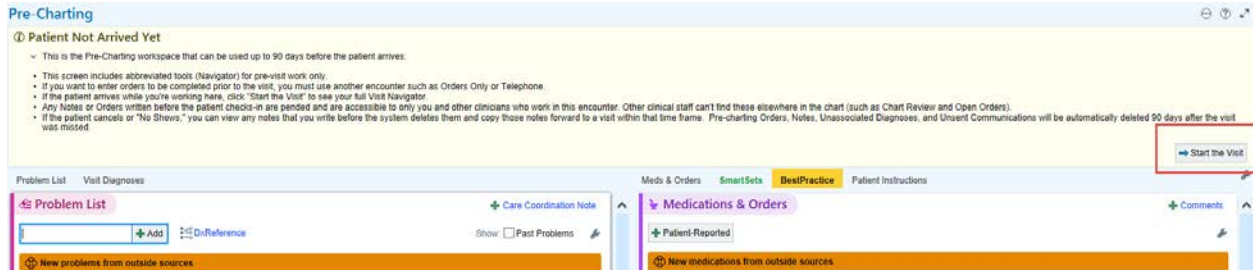 Pre-Charting
Patient Not Arrived Yet
This is the Pre-Charting workspace that can be used up to 90 days before the patient arrives:
• This screen includes abbreviated tools (Navigator) for pre-visit work only.
• If you want to enter orders to be completed prior to the visit, you must use another encounter such as Orders Only or Telephone.
• If the patient arrives while you're working here, click "Start the Visit" to see your full Visit Navigator.
• Any Notes or Orders written before the patient checks-in are pended and are accessible to only you and other clinicians who work in this encounter. Other clinical staff can't find these elsewhere in the chart (such as Chart Review and Open Orders).
• If the patient cancels or "No Shows," you can view any notes that you write before the system deletes them and copy those notes forward to a visit within that time frame. Pre-charting Orders, Notes, Unassociated Diagnoses, and Unsent Communications will be automatically deleted 90 days after the visit
was missed.
Start the Visit
Problem List Visit Diagnoses
Meds & Orders SmartSets BestPractice Patient Instructions
Problem List
Care Coordination Note
Add DxReference Show: Past Problems
New problems from outside sources
Medications & Orders
Comments
Patient-Reported
New medications from outside sources